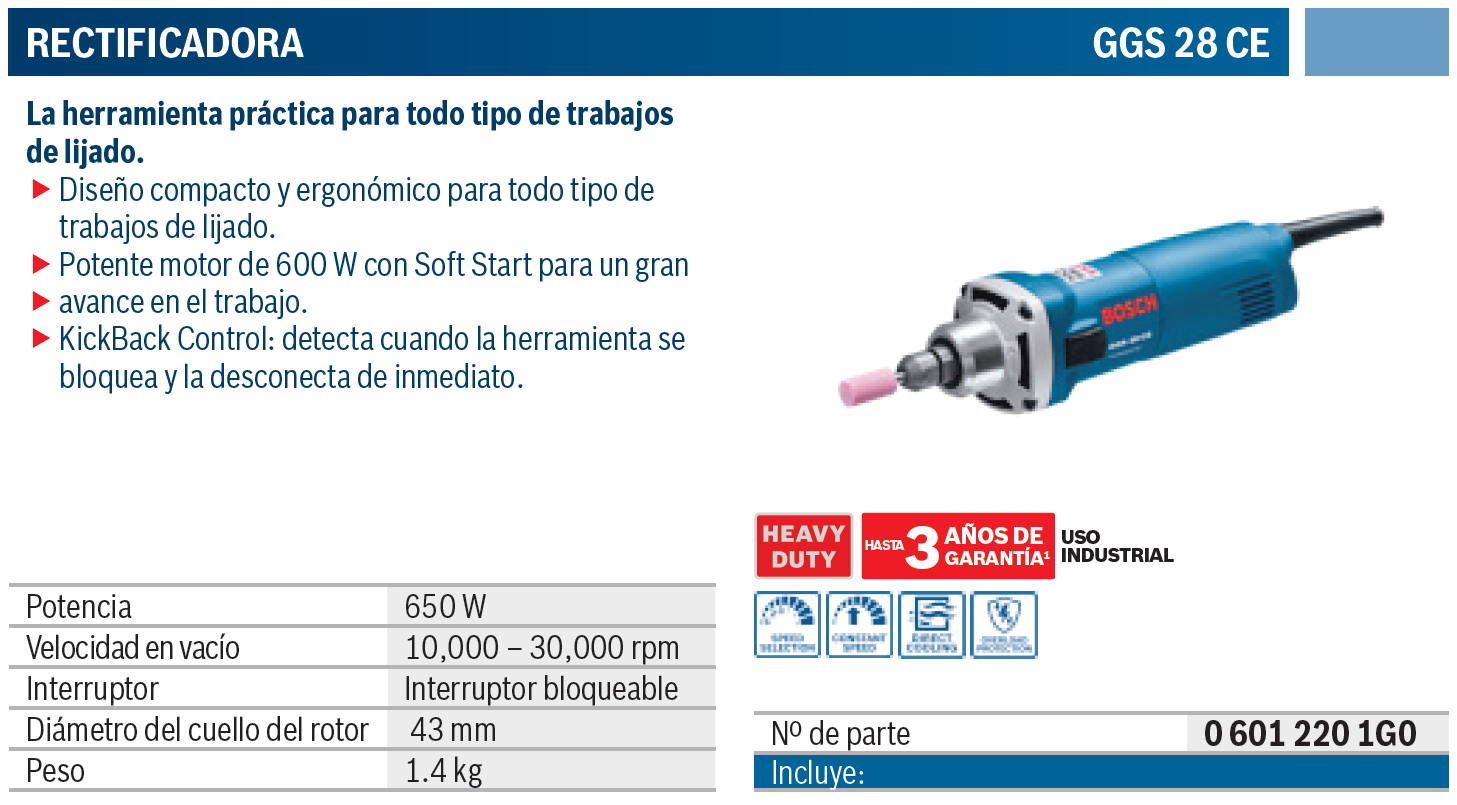 RECTIFICADORA
GGS 28 CE
La herramienta práctica para todo tipo de trabajos
de lijado.
Diseño compacto y ergonómico para todo tipo de
trabajos de lijado.
Potente motor de 600 W con Soft Start para un gran
avance en el trabajo.
KickBack Control: detecta cuando la herramienta se
bloquea y la desconecta de inmediato.
BOSCH
HEAVY
DUTY
HASTA 3 AÑOS DE
GARANTÍA¹
USO
INDUSTRIAL
SPEED
SELECTION
CONSTANT
SPEED
DIRECT
COOLING
OVERLOAD
PROTECTION
Potencia 650 W
Velocidad en vacío 10,000 – 30,000 rpm
Interruptor Interruptor bloqueable
Diámetro del cuello del rotor 43 mm
Peso 1.4 kg
Nº de parte 0 601 220 1G0
Incluye: